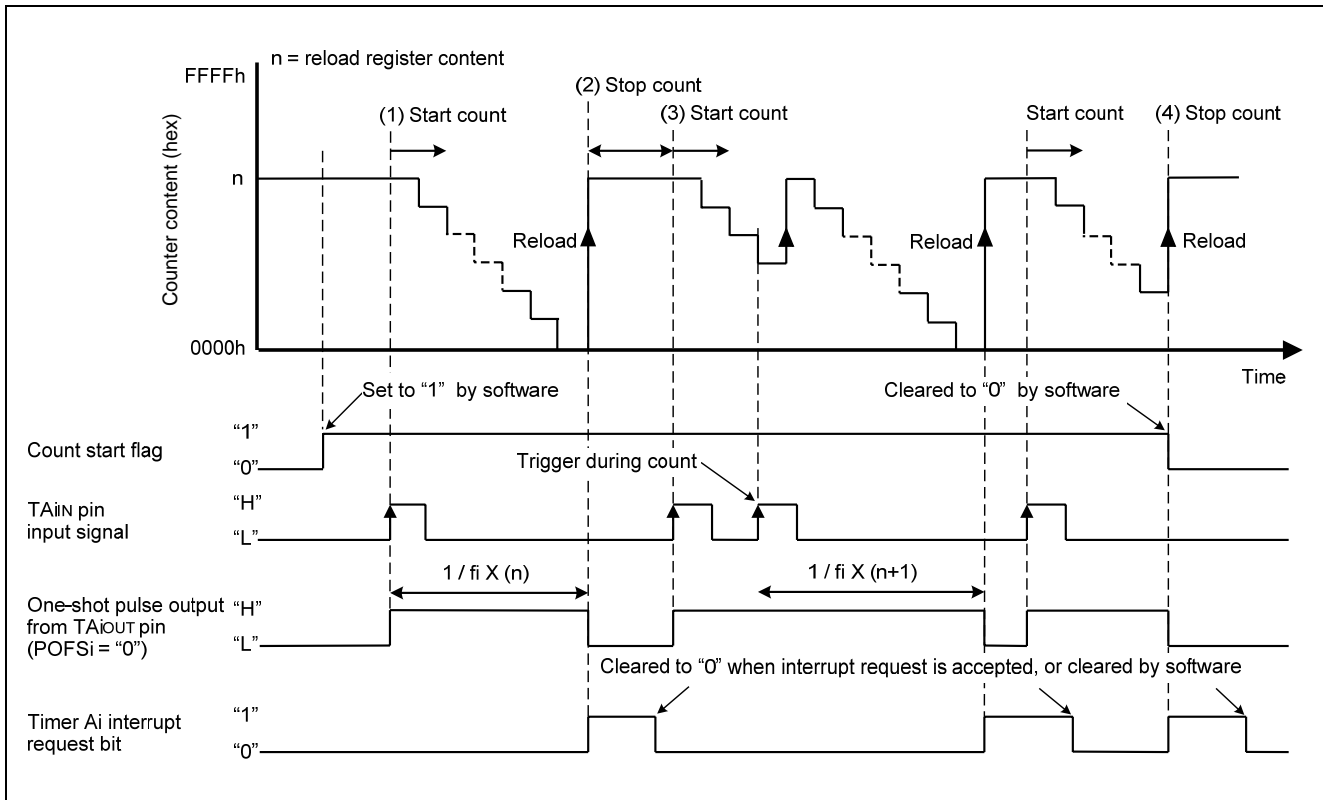 n = reload register content
FFFFh
(2) Stop count
(1) Start count
(3) Start count
Start count
(4) Stop count
Counter content (hex)
n
Reload
Reload
Reload
0000h
Time
Set to “1” by software
Cleared to “0” by software
Count start flag
“1”
“0”
Trigger during count
TAiIN pin
input signal
“H”
“L”
1 / fi X (n)
1 / fi X (n+1)
One-shot pulse output
from TAiOUT pin
(POFSi = “0”)
“H”
“L”
Cleared to “0” when interrupt request is accepted, or cleared by software
Timer Ai interrupt
request bit
“1”
“0”